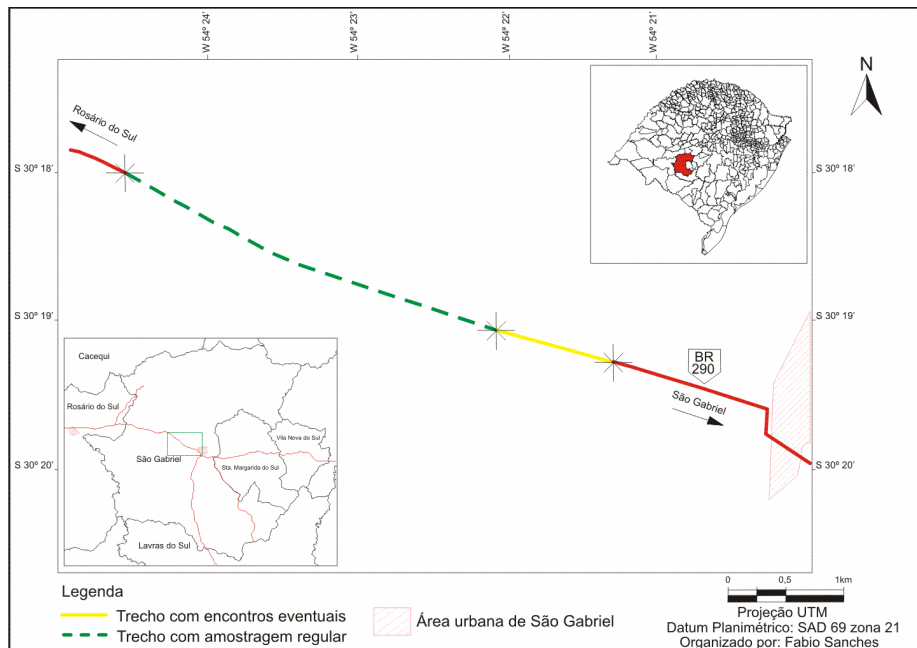 W 54º 24'
W 54º 23'
W 54º 22'
W 54º 21'
N
Rosário do Sul
S 30º 18'
S 30º 18'
S 30º 19'
S 30º 19'
BR
290
São Gabriel
Cacequi
Rosário do Sul
Vila Nova do Sul
São Gabriel
Sta. Margarida do Sul
Lavras do Sul
S 30º 20'
S 30º 20'
Legenda
Trecho com encontros eventuais
Trecho com amostragem regular
Área urbana de São Gabriel
0 0,5 1km
Projeção UTM
Datum Planimétrico: SAD 69 zona 21
Organizado por: Fabio Sanches